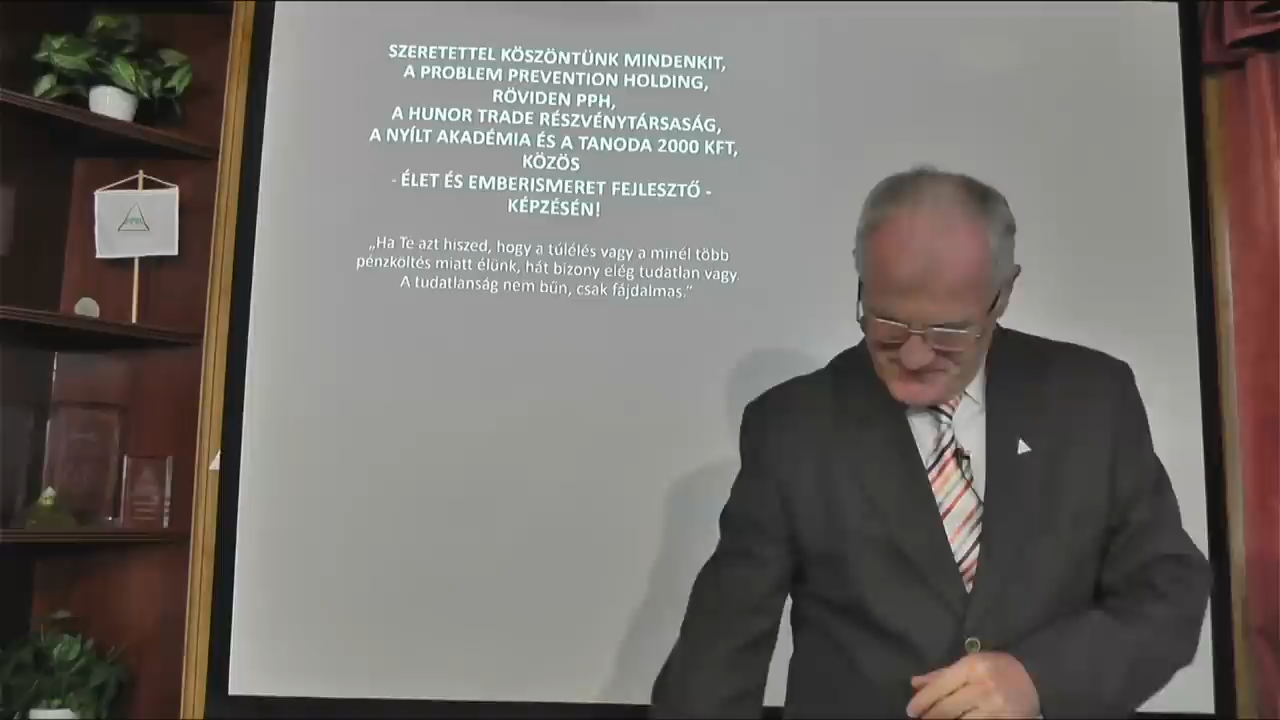 SZERETETTEL KÖSZÖNTÜNK MINDENKIT,
A PROBLEM PREVENTION HOLDING,
RÖVIDEN PPH,
A HUNOR TRADE RÉSZVÉNYTÁRSASÁG,
A NYÍLT AKADÉMIA ÉS A TANODA 2000 KFT,
KÖZÖS
- ÉLET ÉS EMBERISMERET FEJLESZTŐ -
KÉPZÉSÉN!
„Ha Te azt hiszed, hogy a túlélés vagy a minél több
pénzköltés miatt élünk, hát bizony elég tudatlan vagy.
A tudatlanság nem bűn, csak fájdalmas."